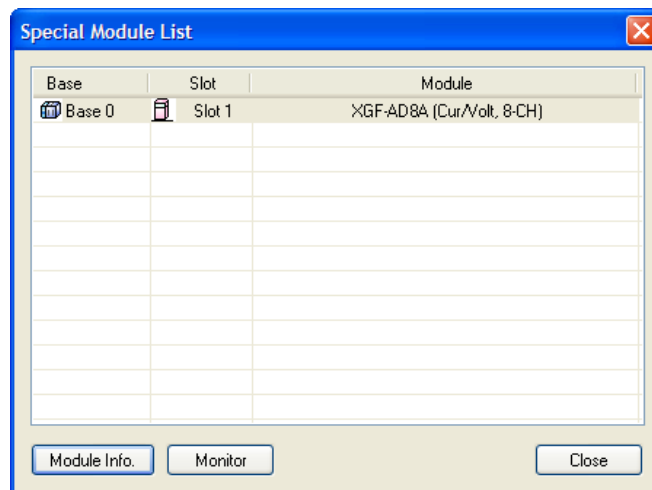 Special Module List
Base Slot Module
Base 0 Slot 1 XGF-AD8A (Cur/Volt, 8-CH)
Module Info. Monitor Close